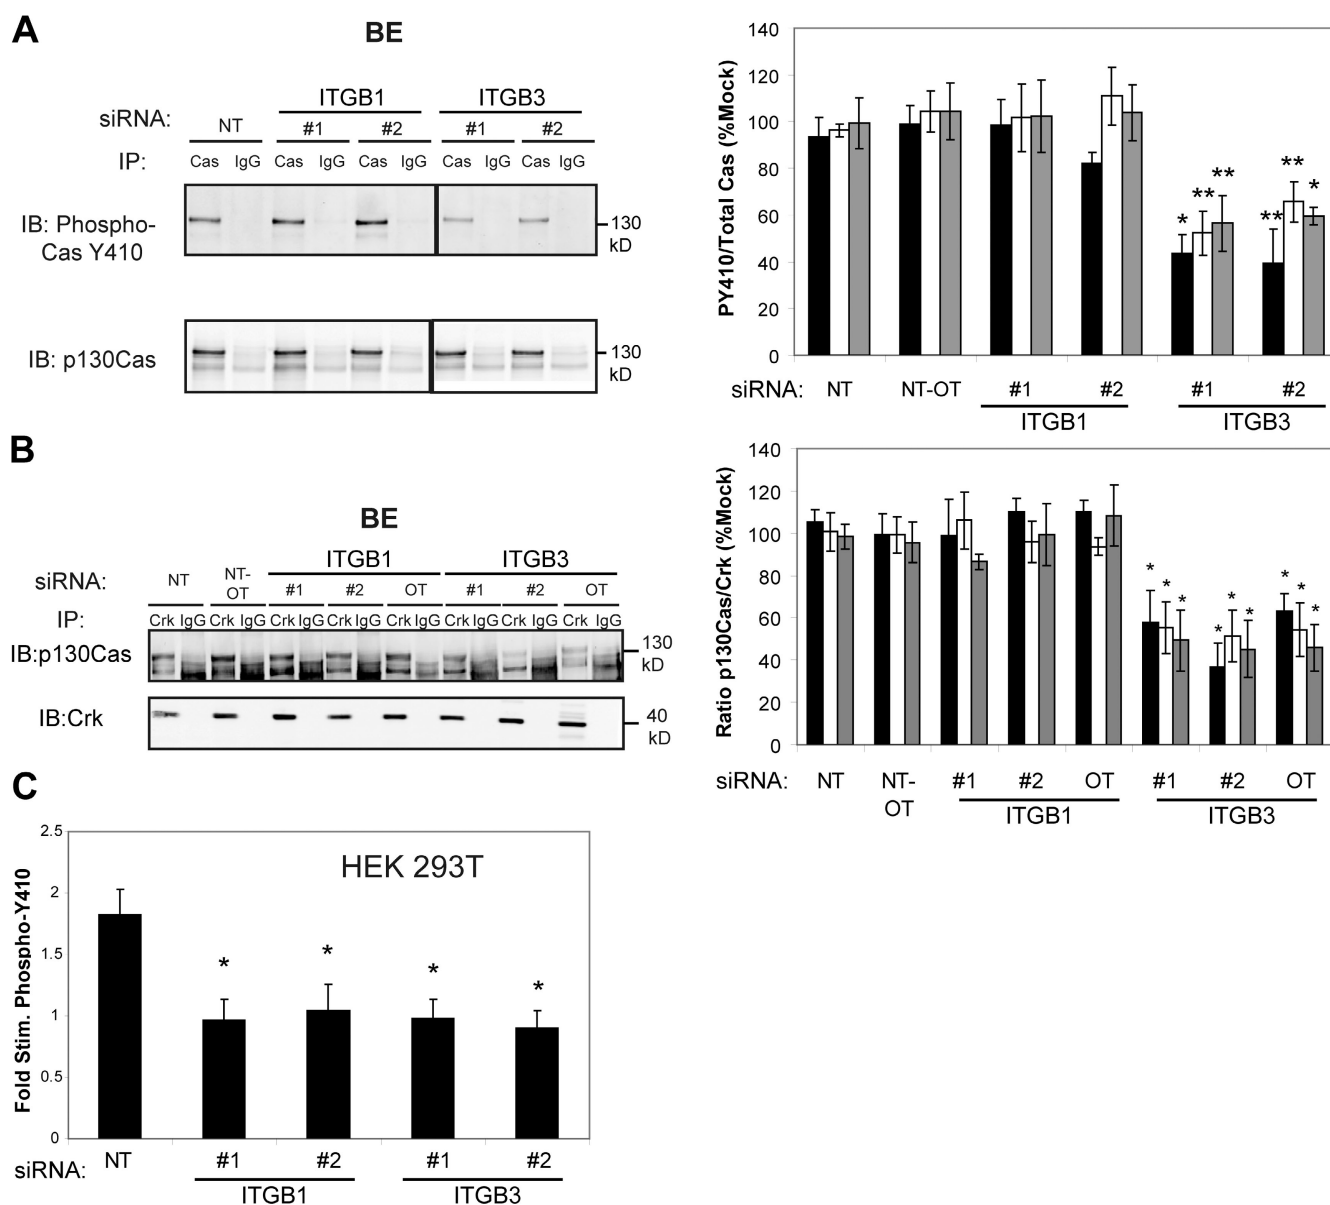 A
BE
siRNA:
NT
ITGB1
ITGB3
#1 #2 #1 #2
IP:
Cas IgG Cas IgG Cas IgG Cas IgG Cas IgG
IB: Phospho-
Cas Y410
130
kD
IB: p130Cas
130
kD
PY410/Total Cas (%Mock)
140
120
100
80
60
40
20
0
* ** ** ** ** *
siRNA: NT NT-OT #1 #2 #1 #2
ITGB1 ITGB3
B
BE
ITGB1 ITGB3
siRNA:
NT
NT-
OT
#1 #2 OT #1 #2 OT
IP:
Crk IgG Crk IgG Crk IgG Crk IgG Crk IgG Crk IgG Crk IgG Crk IgG
IB:p130Cas
130
kD
IB:Crk
40
kD
Ratio p130Cas/Crk (%Mock)
140
120
100
80
60
40
20
0
* * * * * * * * *
siRNA: NT NT- #1 #2 OT #1 #2 OT
OT
ITGB1 ITGB3
C
HEK 293T
Fold Stim. Phospho-Y410
2.5
2
1.5
1
0.5
0
* * * *
siRNA: NT #1 #2 #1 #2
ITGB1 ITGB3